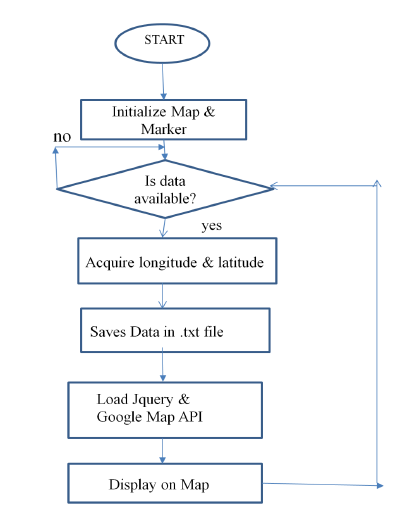 START
Initialize Map &
Marker
no
Is data
available?
yes
Acquire longitude & latitude
Saves Data in .txt file
Load Jquery &
Google Map API
Display on Map